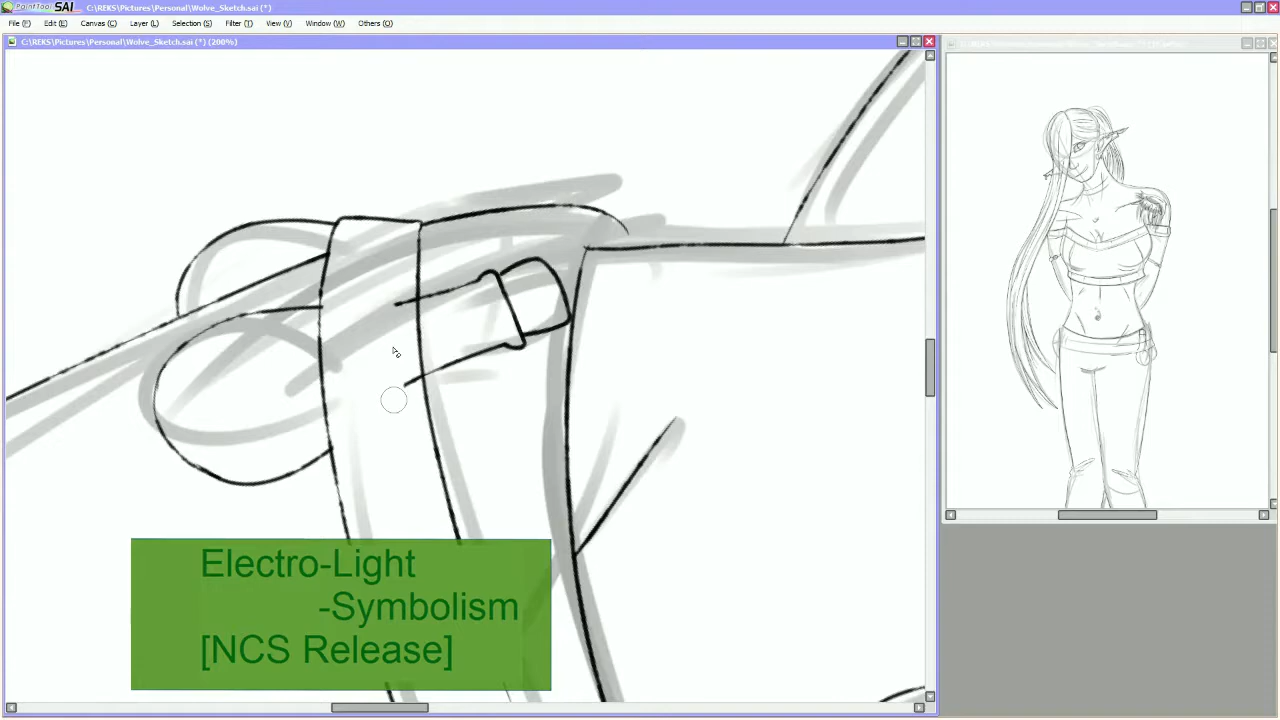 PaintTool SAI C:\REKS\Pictures\Personal\Wolve_Sketch.sai (*)
File (F) Edit (E) Canvas (C) Layer (L) Selection (S) Filter (T) View (V) Window (W) Others (O)
C:\REKS\Pictures\Personal\Wolve_Sketch.sai (*) (200%)
Electro-Light
-Symbolism
[NCS Release]